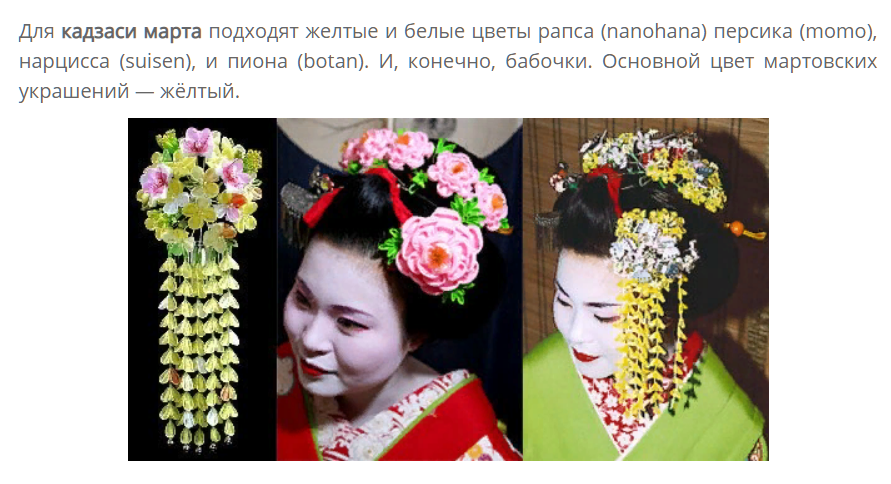 Для кадзаси марта подходят желтые и белые цветы рапса (nanohana) персика (momo),
нарцисса (suisen), и пиона (botan). И, конечно, бабочки. Основной цвет мартовских
украшений — жёлтый.